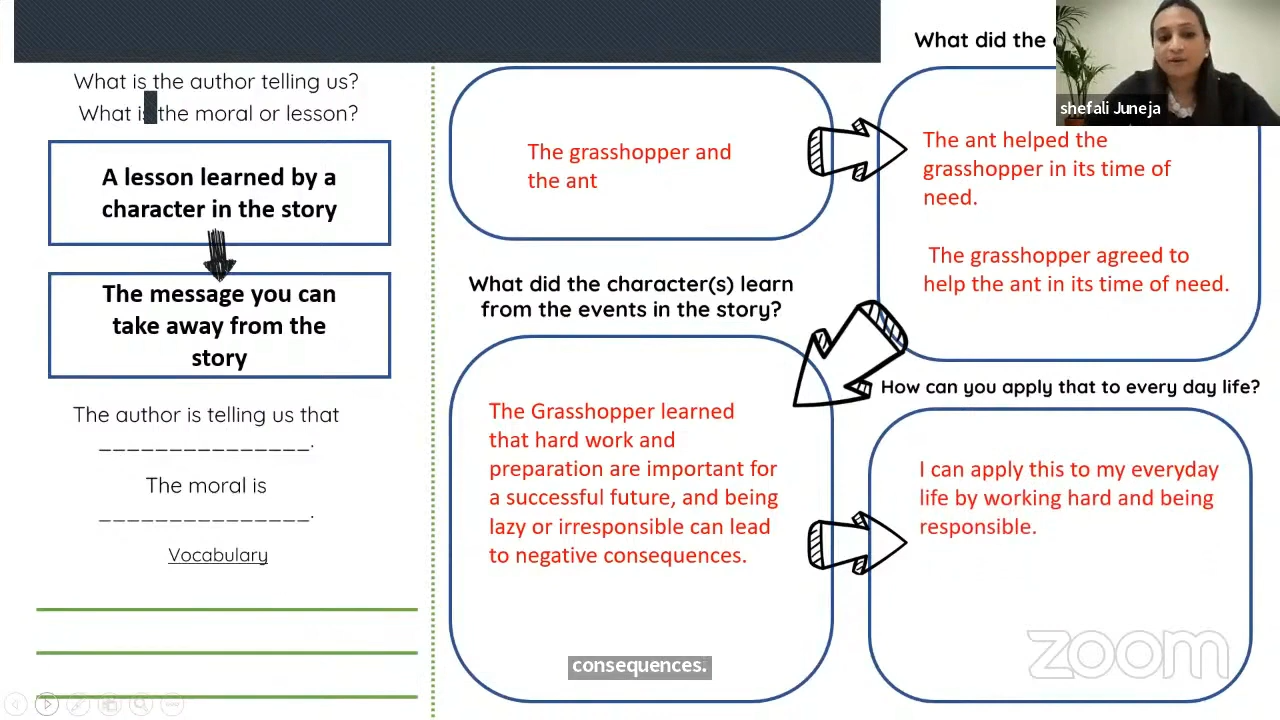 What is the author telling us?
What is the moral or lesson?
A lesson learned by a
character in the story
The message you can
take away from the
story
The author is telling us that
_______________.
The moral is
_______________.
Vocabulary
The grasshopper and
the ant
What did the
shefali Juneja
The ant helped the
grasshopper in its time of
need.
The grasshopper agreed to
help the ant in its time of need.
What did the character(s) learn
from the events in the story?
The Grasshopper learned
that hard work and
preparation are important for
a successful future, and being
lazy or irresponsible can lead
to negative consequences.
How can you apply that to every day life?
I can apply this to my everyday
life by working hard and being
responsible.
consequences.
zoom